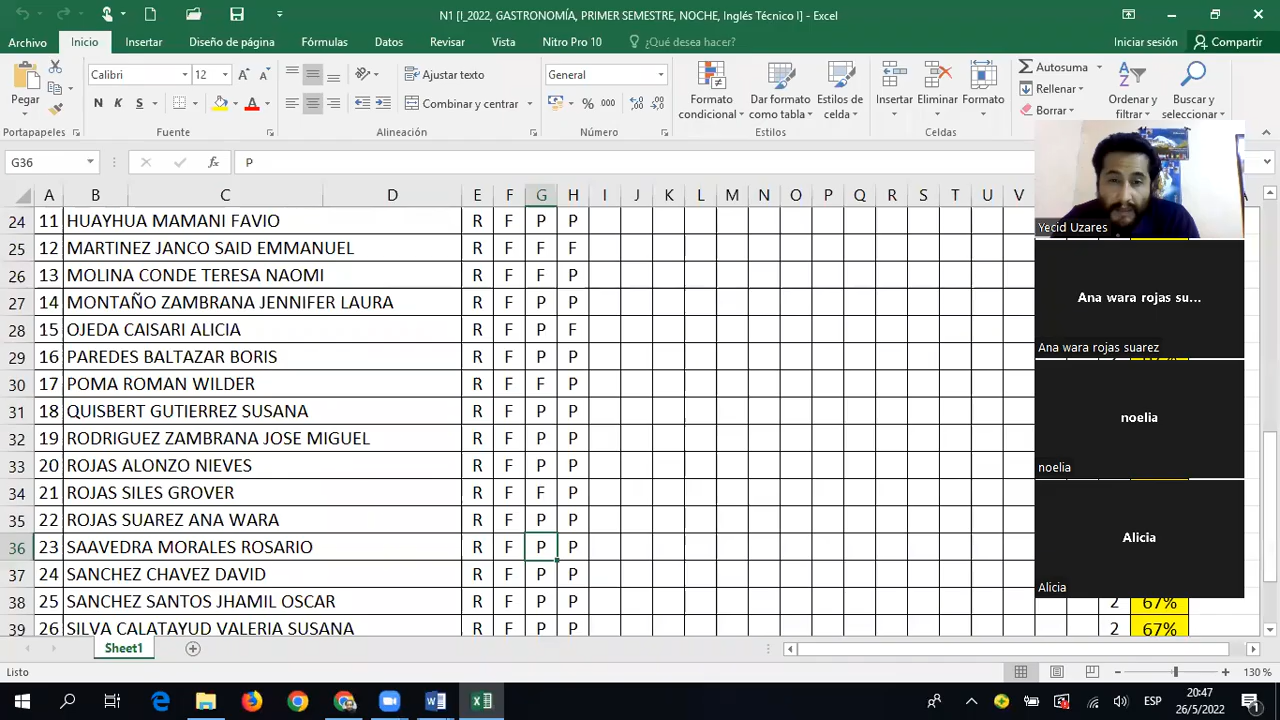 N1 [I_2022, GASTRONOMÍA, PRIMER SEMESTRE, NOCHE, Inglés Técnico I] - Excel
Archivo Inicio Insertar Diseño de página Fórmulas Datos Revisar Vista Nitro Pro 10 ¿Qué desea hacer? Iniciar sesión Compartir
Pegar
Calibri 12
N K S
Ajustar texto
Combinar y centrar
General
% 000
Formato condicional
Dar formato como tabla
Estilos de celda
Insertar
Eliminar
Formato
Autosuma
Rellenar
Borrar
Ordenar y filtrar
Buscar y seleccionar
Portapapeles Fuente Alineación Número Estilos Celdas
G36 fx P
A B C D E F G H I J K L M N O P Q R S T U V
24 11 HUAYHUA MAMANI FAVIO R F P P
25 12 MARTINEZ JANCO SAID EMMANUEL R F F F
26 13 MOLINA CONDE TERESA NAOMI R F F P
27 14 MONTAÑO ZAMBRANA JENNIFER LAURA R F P P
28 15 OJEDA CAISARI ALICIA R F P F
29 16 PAREDES BALTAZAR BORIS R F P P
30 17 POMA ROMAN WILDER R F F P
31 18 QUISBERT GUTIERREZ SUSANA R F P P
32 19 RODRIGUEZ ZAMBRANA JOSE MIGUEL R F P P
33 20 ROJAS ALONZO NIEVES R F P P
34 21 ROJAS SILES GROVER R F F P
35 22 ROJAS SUAREZ ANA WARA R F P P
36 23 SAAVEDRA MORALES ROSARIO R F P P
37 24 SANCHEZ CHAVEZ DAVID R F P P
38 25 SANCHEZ SANTOS JHAMIL OSCAR R F P P 2 67%
39 26 SILVA CALATAYUD VALERIA SUSANA R F P P 2 67%
Yecid Uzares
Ana wara rojas su...
Ana wara rojas suarez
noelia
noelia
Alicia
Alicia
Sheet1
Listo
130 %
ESP
20:47
26/5/2022